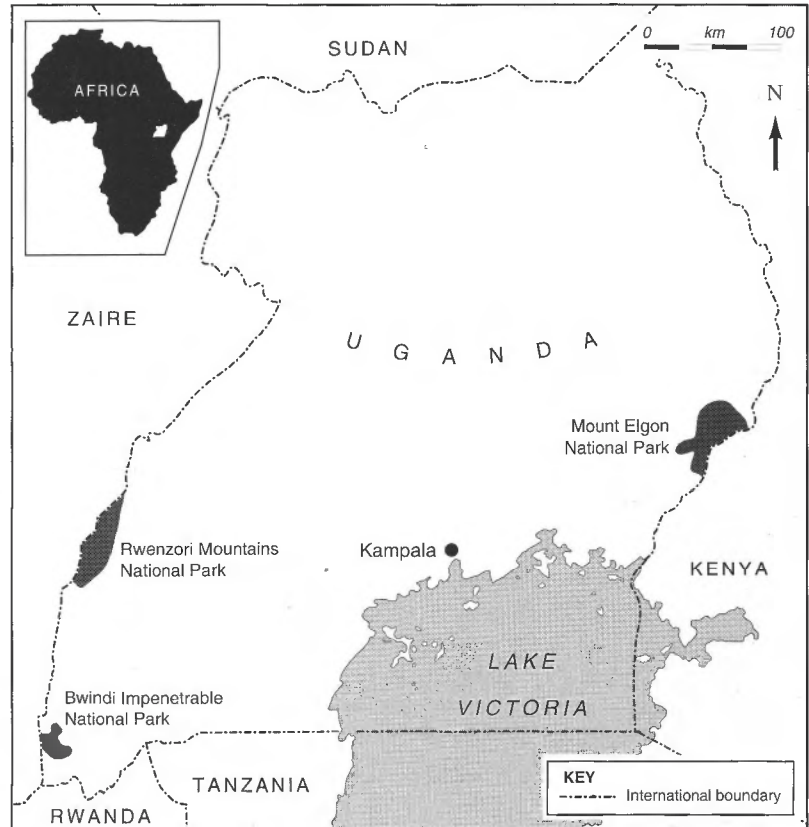 SUDAN
0 km 100
AFRICA
N
ZAIRE
UGANDA
Mount Elgon
National Park
Rwenzori Mountains
National Park
Kampala
KENYA
LAKE
VICTORIA
Bwindi Impenetrable
National Park
TANZANIA
RWANDA
KEY
International boundary